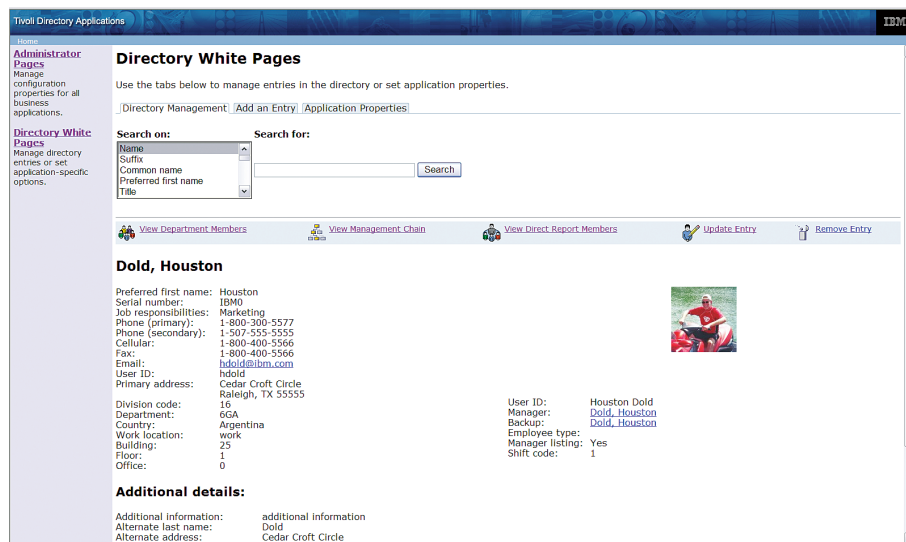 Tivoli Directory Applications
IBM
Home
Administrator
Pages
Manage
configuration
properties for all
business
applications.
Directory White
Pages
Manage directory
entries or set
application-specific
options.
Directory White Pages
Use the tabs below to manage entries in the directory or set application properties.
Directory Management Add an Entry Application Properties
Search on: Search for:
Name
Suffix
Common name
Preferred first name
Title
Search
View Department Members View Management Chain View Direct Report Members Update Entry Remove Entry
Dold, Houston
Preferred first name: Houston
Serial number: IBM0
Job responsibilities: Marketing
Phone (primary): 1-800-300-5577
Phone (secondary): 1-507-555-5555
Cellular: 1-800-400-5566
Fax: 1-800-400-5566
Email: hdold@ibm.com
User ID: hdold
Primary address: Cedar Croft Circle
Raleigh, TX 55555
Division code: 16
Department: 6GA
Country: Argentina
Work location: work
Building: 25
Floor: 1
Office: 0
User ID: Houston Dold
Manager: Dold, Houston
Backup: Dold, Houston
Employee type:
Manager listing: Yes
Shift code: 1
Additional details:
Additional information: additional information
Alternate last name: Dold
Alternate address: Cedar Croft Circle